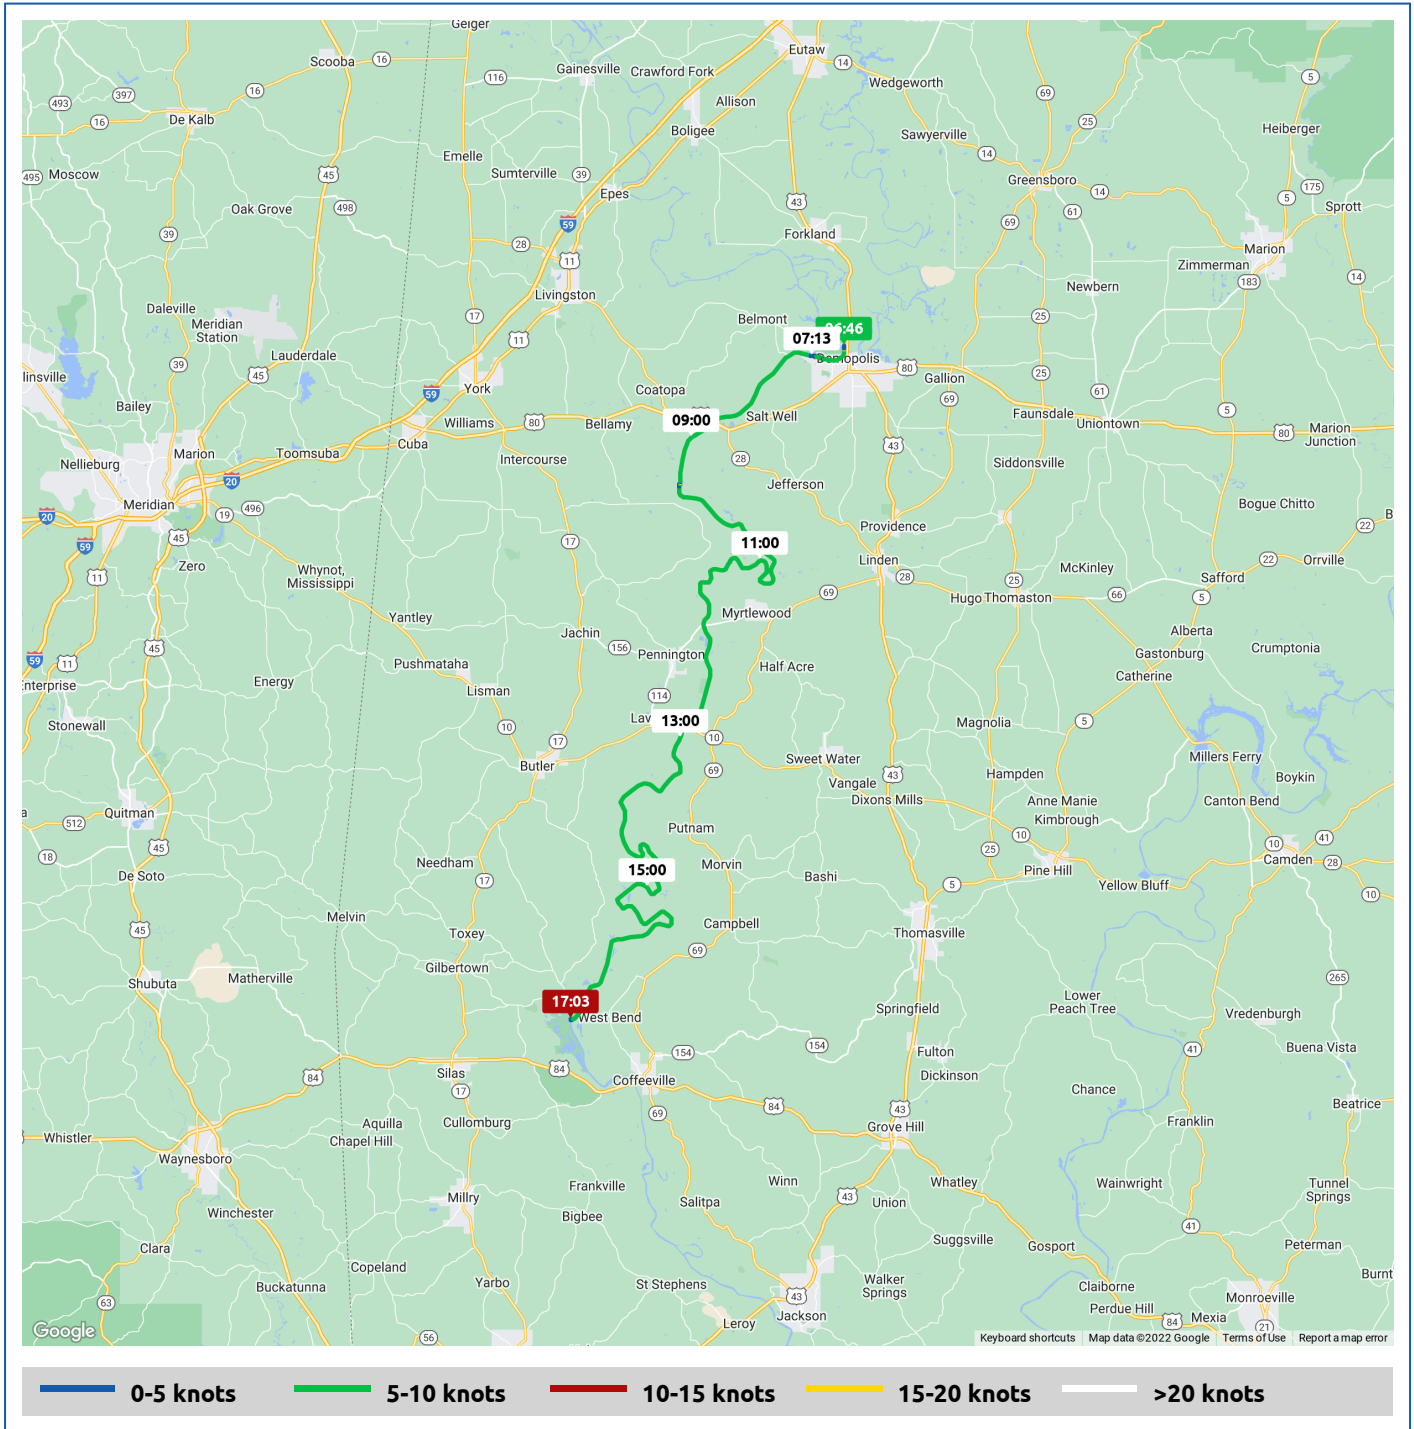 Geiger
Eutaw
Scooba
16
14
Gainesville
Crawford Fork
116
Wedgeworth
5
397
16
69
493
Allison
16
De Kalb
25
Boligee
Sawyerville
Heiberger
Emelle
14
495
Moscow
45
Sumterville
39
Greensboro
14
175
Epes
5
Oak Grove
498
43
61
Sprott
59
69
39
28
Forkland
Marion
11
Zimmerman
14
183
Livingston
Newbern
Daleville
Meridian
Station
17
Belmont
25
06:46
07:13
11
Lauderdale
Demopolis
39
45
80
linsville
York
Gallion
25
59
Coatopa
61
69
Bailey
5
Faunsdale
09:00
Salt Well
Williams
80
Bellamy
Uniontown
80
Marion
Junction
Cuba
43
Marion
Toomsuba
Intercourse
28
Nellieburg
Siddonsville
20
Jefferson
Meridian
496
Bogue Chitto
20
19
B
22
Providence
45
17
11:00
59
Linden
22
Orrville
Zero
Whynot,
Mississippi
McKinley
11
28
25
Safford
69
Hugo
Thomaston
66
5
Myrtlewood
Yantley
Jachin
Alberta
45
156
Crumptonia
Pennington
Gastonburg
59
11
Pushmataha
Half Acre
Catherine
Enterprise
Energy
Lisman
114
Lav
13:00
Magnolia
5
Stonewall
10
17
10
Sweet Water
Millers Ferry
Butler
69
Hampden
43
Vangale
Boykin
Dixons Mills
Anne Manie
Canton Bend
Quitman
a
Kimbrough
512
Putnam
10
41
45
25
10
18
Needham
Morvin
Camden
28
15:00
De Soto
Pine Hill
17
Bashi
5
Yellow Bluff
10
Melvin
Campbell
45
Toxey
Thomasville
69
Gilbertown
Matherville
265
Shubuta
Lower
Peach Tree
17:03
Springfield
West Bend
Vredenburgh
154
154
41
Buena Vista
Fulton
84
Silas
84
Coffeeville
Dickinson
17
Chance
84
Beatrice
69
43
Aquilla
Cullomburg
Franklin
Grove Hill
Whistler
Chapel Hill
Waynesboro
Winn
Whatley
Wainwright
Tunnel
Springs
Frankville
Millry
43
Union
Salitpa
Winchester
Bigbee
41
Suggsville
Clara
Gosport
Peterman
Copeland
Burnt
Buckatunna
Yarbo
St Stephens
Walker
Springs
Claiborne
43
Monroeville
63
Perdue Hill
Jackson
Leroy
84
Mexia
21
Google
56
Keyboard shortcuts
Map data ©2022 Google
Terms of Use
Report a map error
0-5 knots
5-10 knots
10-15 knots
15-20 knots
>20 knots